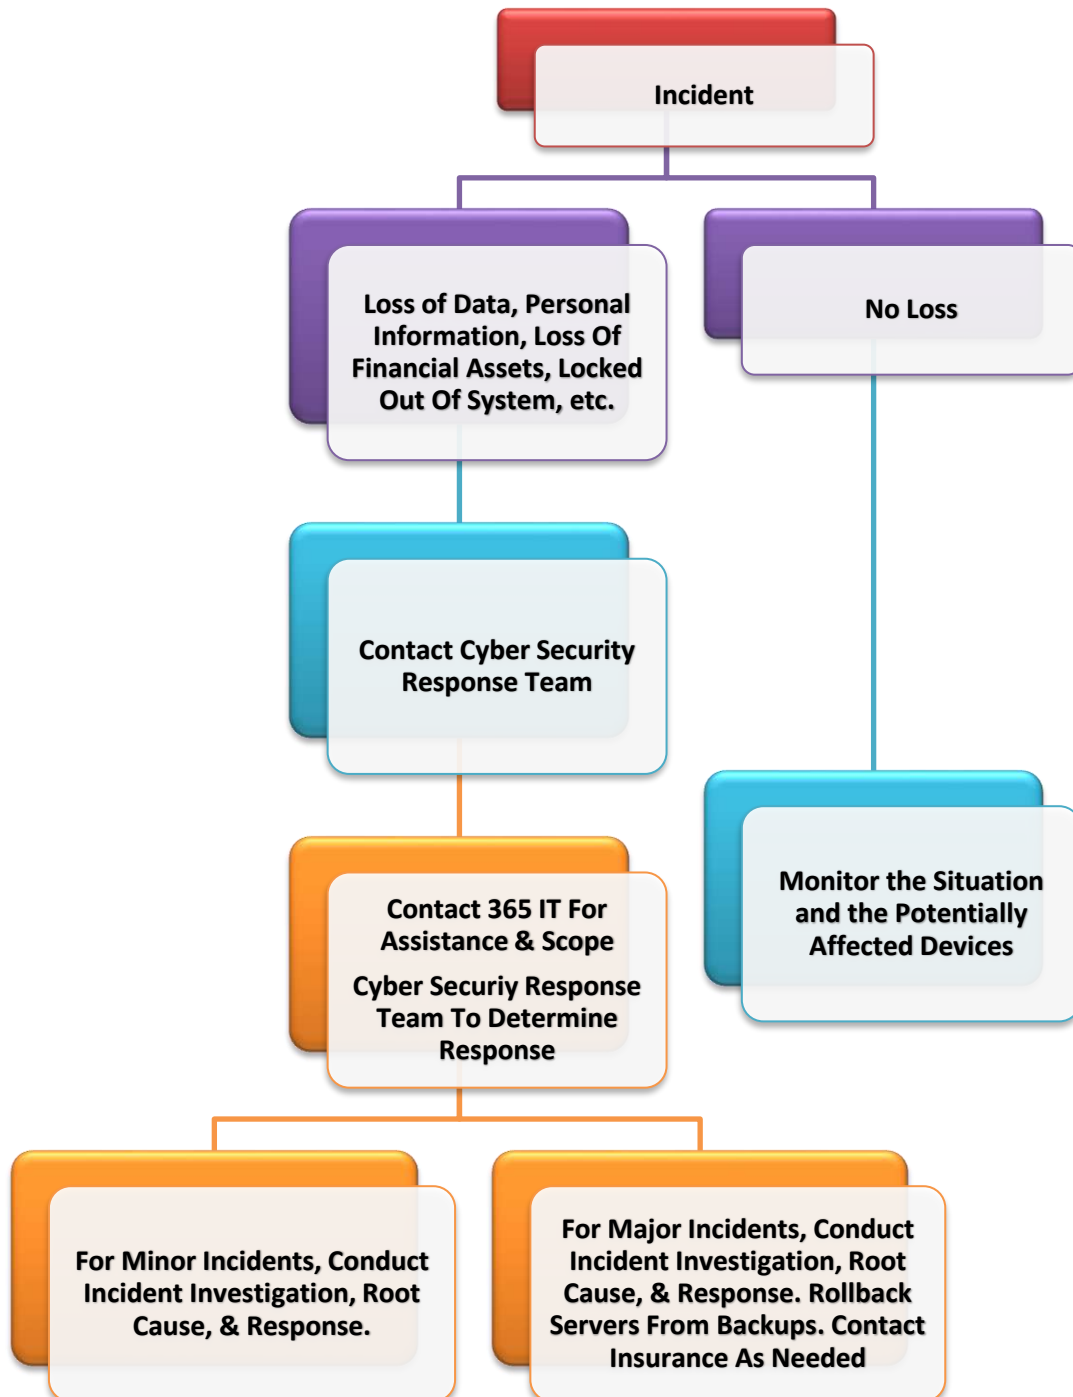 Incident
Loss of Data, Personal
Information, Loss Of
Financial Assets, Locked
Out Of System, etc.
No Loss
Contact Cyber Security
Response Team
Monitor the Situation
and the Potentially
Affected Devices
Contact 365 IT For
Assistance & Scope
Cyber Securiy Response
Team To Determine
Response
For Minor Incidents, Conduct
Incident Investigation, Root
Cause, & Response.
For Major Incidents, Conduct
Incident Investigation, Root
Cause, & Response. Rollback
Servers From Backups. Contact
Insurance As Needed